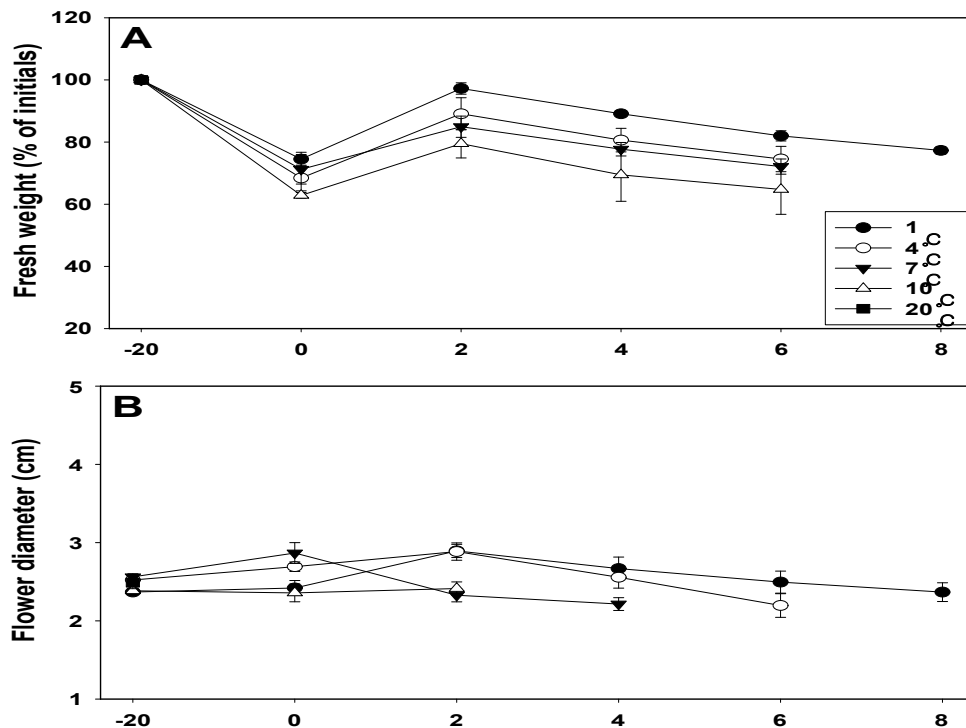 120
A
100
80
60
40
20
Fresh weight (% of initials)
1
4 °C
7 °C
10 °C
20 °C
°C
-20 0 2 4 6 8
5
B
4
3
2
1
Flower diameter (cm)
-20 0 2 4 6 8